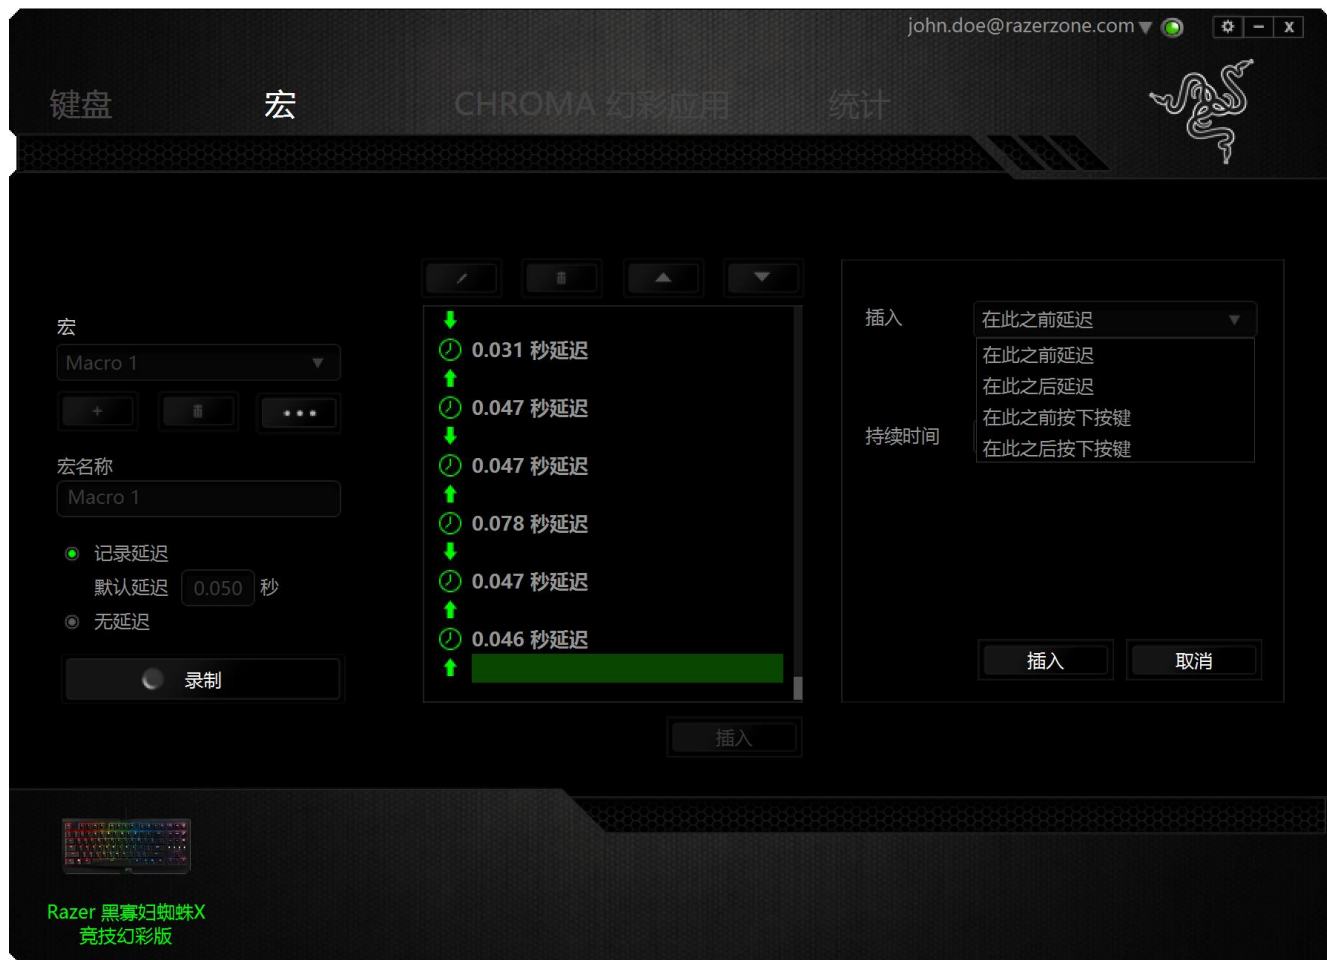 john.doe@razerzone.com
键盘
宏
CHROMA 幻彩应用
统计
宏
Macro 1
宏名称
Macro 1
记录延迟
默认延迟 0.050 秒
无延迟
录制
0.031 秒延迟
0.047 秒延迟
0.047 秒延迟
0.078 秒延迟
0.047 秒延迟
0.046 秒延迟
插入
插入
在此之前延迟
在此之前延迟
在此之后延迟
在此之前按下按键
在此之后按下按键
持续时间
插入
取消
Razer 黑寡妇蜘蛛X
竞技幻彩版